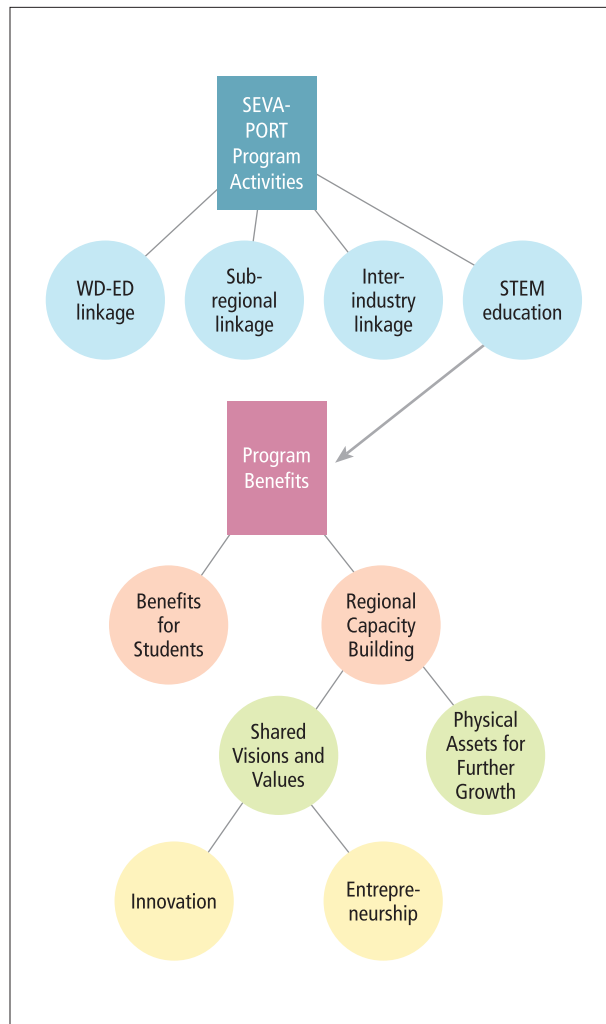 SEVA-
PORT
Program
Activities
WD-ED
linkage
Sub-
regional
linkage
Inter-
industry
linkage
STEM
education
Program
Benefits
Benefits
for
Students
Regional
Capacity
Building
Shared
Visions and
Values
Physical
Assets for
Further
Growth
Innovation
Entrepre-
neurship